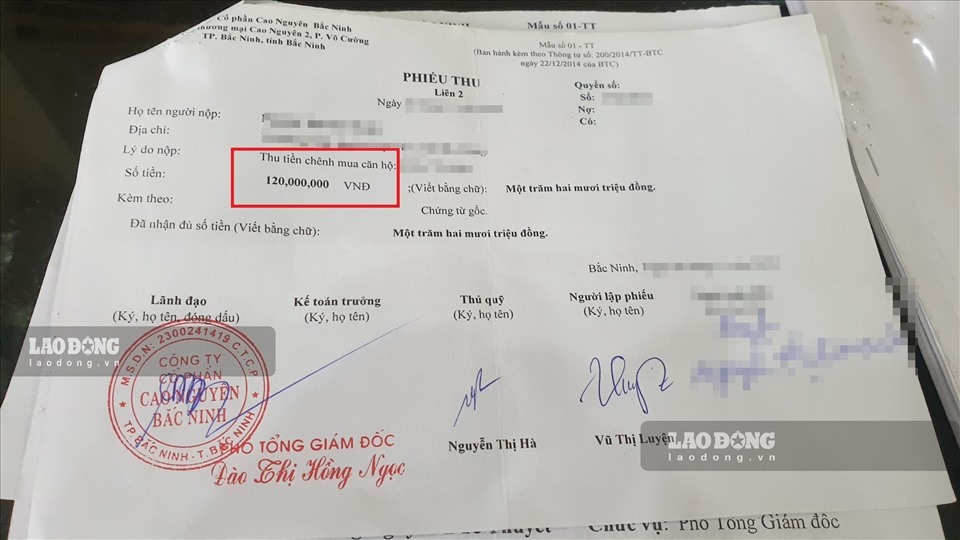 Cổ phần Cao Nguyên Bắc Ninh
thương mại Cao Nguyên 2, P. Võ Cường
TP. Bắc Ninh, tỉnh Bắc Ninh
Mẫu số 01-TT
Mẫu số 01 - TT
(Ban hành kèm theo Thông tư số: 200/2014/TT-BTC
ngày 22/12/2014 của BTC)
PHIẾU THU
Liên 2
Ngày
Quyển số:
Số:
Nợ:
Có:
Họ tên người nộp:
Địa chỉ:
Lý do nộp: Thu tiền chênh mua căn hộ:
Số tiền: 120,000,000 VNĐ ;(Viết bằng chữ): Một trăm hai mươi triệu đồng.
Kèm theo: Chứng từ gốc.
Đã nhận đủ số tiền (Viết bằng chữ): Một trăm hai mươi triệu đồng.
Bắc Ninh,
Lãnh đạo Kế toán trưởng Thủ quỹ Người lập phiếu
(Ký, họ tên, đóng dấu) (Ký, họ tên) (Ký, họ tên) (Ký, họ tên)
LAO ĐỘNG
laodong.vn
M.S.D.N: 2300241419 C.T.C.P
CÔNG TY
CỔ PHẦN
CAO NGUYÊN
BẮC NINH
TP. BẮC NINH - T. BẮC NINH
PHÓ TỔNG GIÁM ĐỐC
Đào Thị Hồng Ngọc
Nguyễn Thị Hà
Vũ Thị Luyện
LAO ĐỘNG
laodong.vn
Chức vụ: Phó Tổng Giám đốc